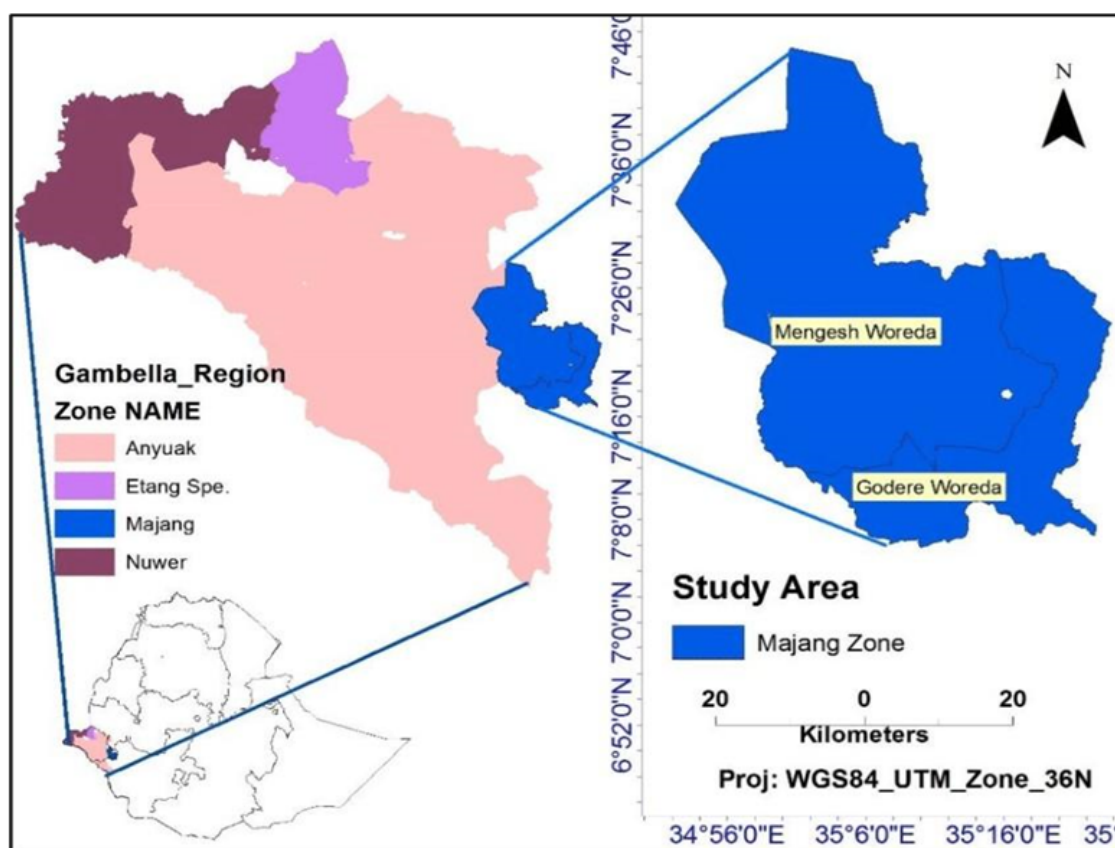 Gambella_Region
Zone NAME
Anyuak
Etang Spe.
Majang
Nuwer
N
Mengesh Woreda
Godere Woreda
Study Area
Majang Zone
20 0 20
Kilometers
Proj: WGS84_UTM_Zone_36N
7°46'0"N
7°36'0"N
7°26'0"N
7°16'0"N
7°8'0"N
7°0'0"N
6°52'0"N
34°56'0"E 35°6'0"E 35°16'0"E